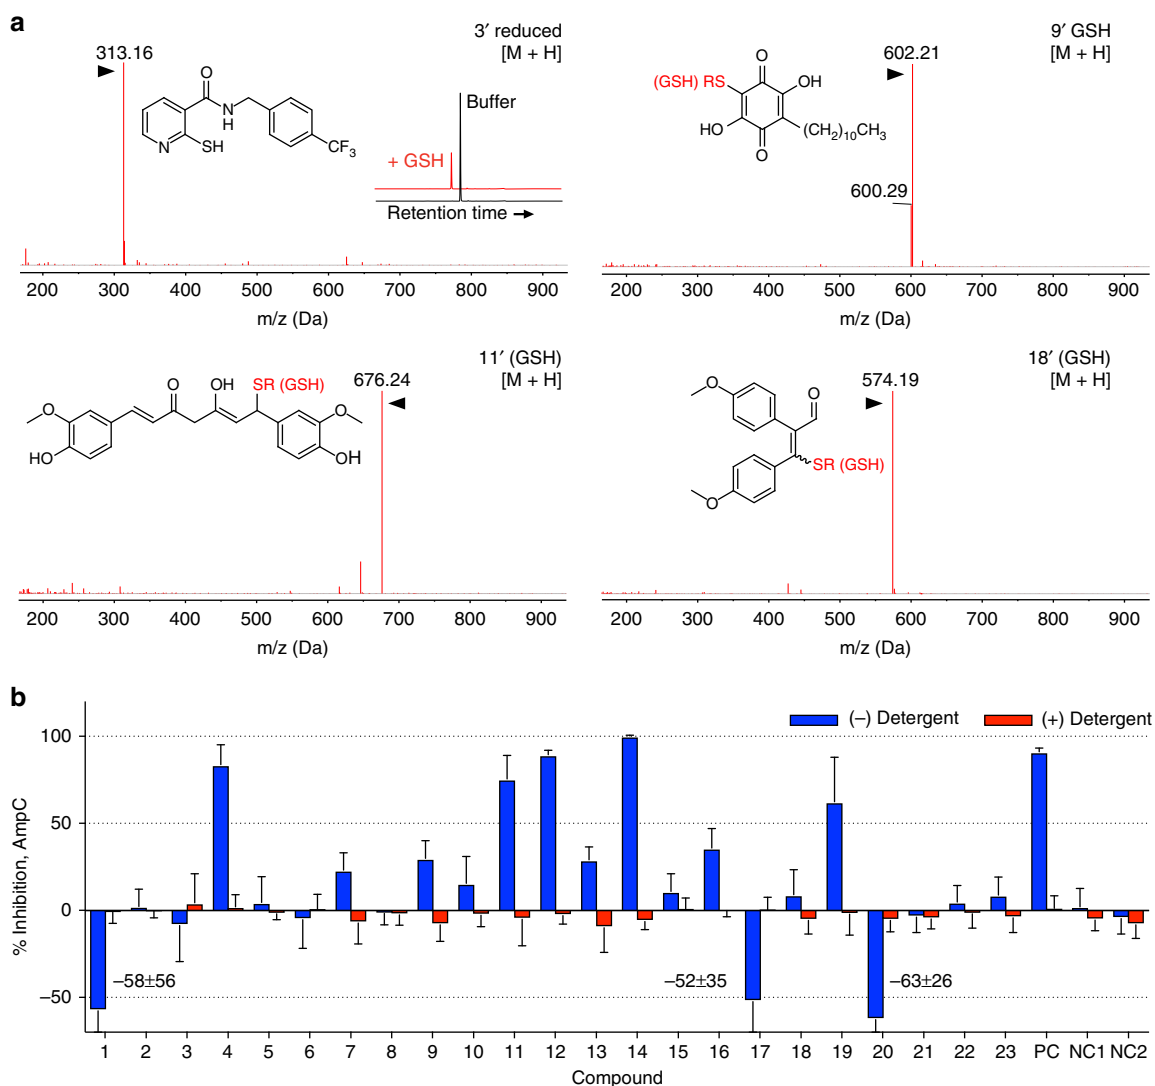 a
3′ reduced
[M + H]
313.16
O
N
H
N
SH
CF3
Buffer
+ GSH
Retention time →
200 300 400 500 600 700 800 900
m/z (Da)
9′ GSH
[M + H]
602.21
O
(GSH) RS
OH
HO
(CH2)10CH3
O
600.29
200 300 400 500 600 700 800 900
m/z (Da)
11′ (GSH)
[M + H]
676.24
O
OH
SR (GSH)
O
O
HO
OH
200 300 400 500 600 700 800 900
m/z (Da)
18′ (GSH)
[M + H]
574.19
O
O
SR (GSH)
O
200 300 400 500 600 700 800 900
m/z (Da)
b
(–) Detergent
(+) Detergent
% Inhibition, AmpC
100
50
0
–50
–58±56
–52±35
–63±26
1 2 3 4 5 6 7 8 9 10 11 12 13 14 15 16 17 18 19 20 21 22 23 PC NC1 NC2
Compound